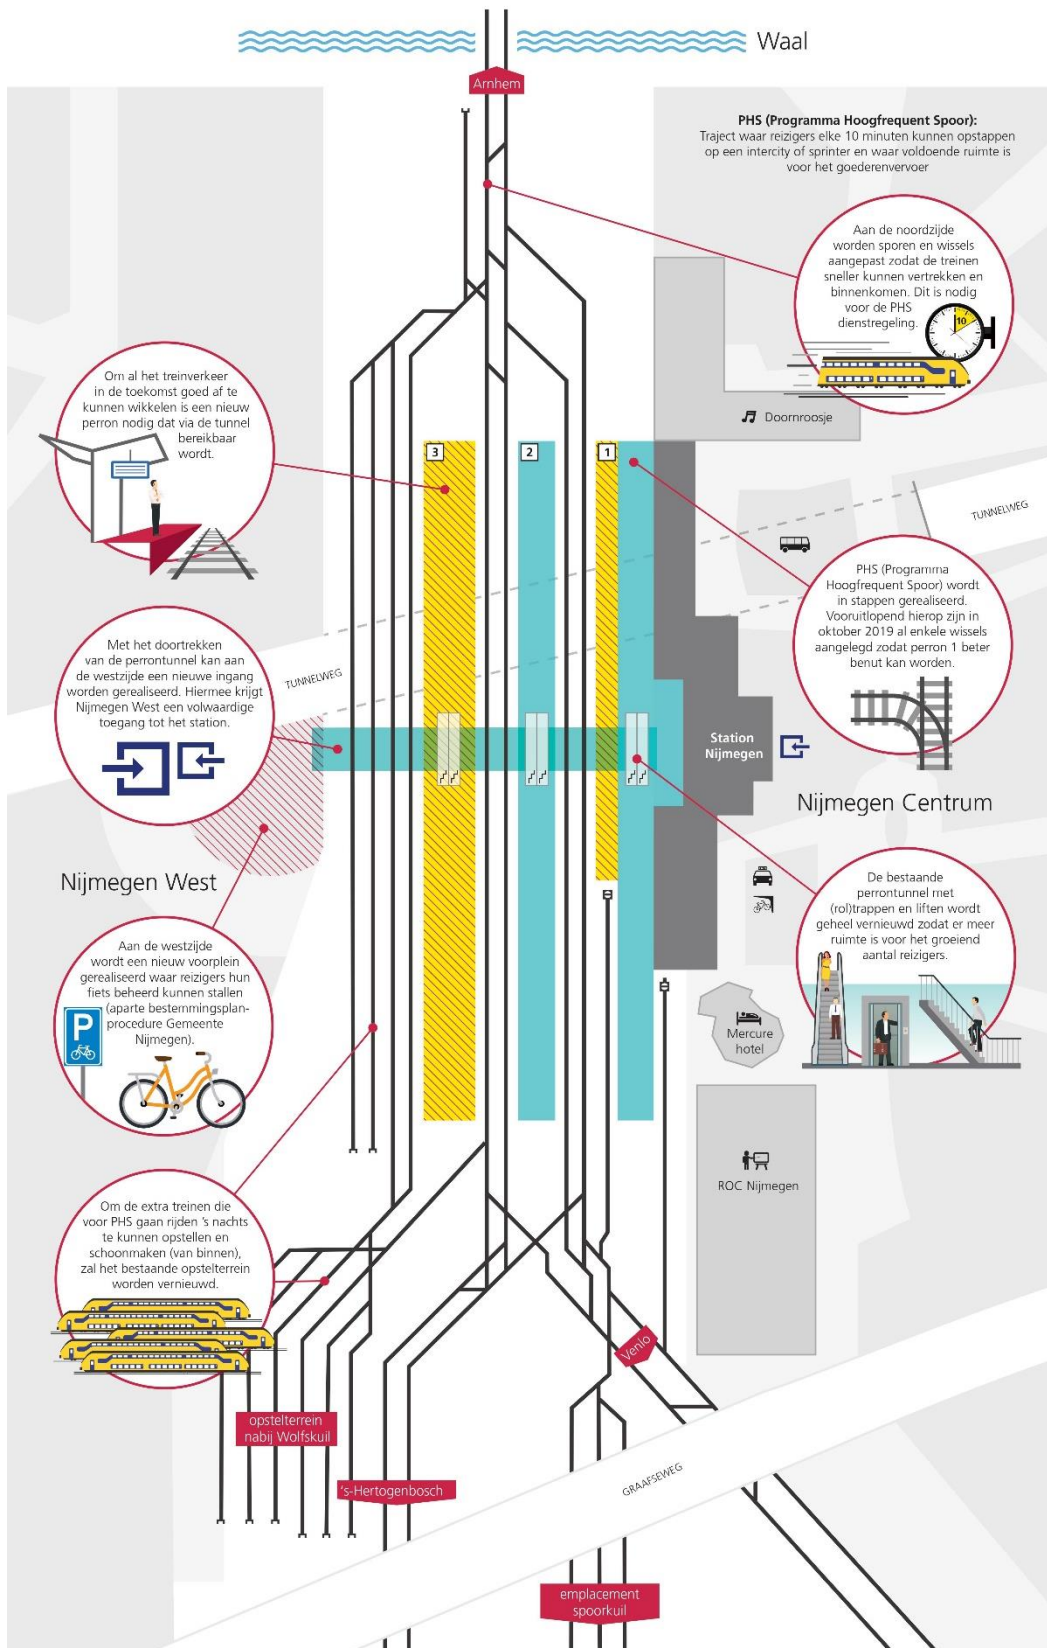 Waal
Arnhem
PHS (Programma Hoogfrequent Spoor):
Traject waar reizigers elke 10 minuten kunnen opstappen
op een intercity of sprinter en waar voldoende ruimte is
voor het goederenvervoer
Aan de noordzijde
worden sporen en wissels
aangepast zodat de treinen
sneller kunnen vertrekken en
binnenkomen. Dit is nodig
voor de PHS
dienstregeling.
10
Om al het treinverkeer
in de toekomst goed af te
kunnen wikkelen is een nieuw
perron nodig dat via de tunnel
bereikbaar
wordt.
Doornroosje
3
2
1
TUNNELWEG
PHS (Programma
Hoogfrequent Spoor) wordt
in stappen gerealiseerd.
Vooruitlopend hierop zijn in
oktober 2019 al enkele wissels
aangelegd zodat perron 1 beter
benut kan worden.
Met het doortrekken
van de perrontunnel kan aan
de westzijde een nieuwe ingang
worden gerealiseerd. Hiermee krijgt
Nijmegen West een volwaardige
toegang tot het station.
TUNNELWEG
Station
Nijmegen
Nijmegen Centrum
Nijmegen West
De bestaande
perrontunnel met
(rol)trappen en liften wordt
geheel vernieuwd zodat er meer
ruimte is voor het groeiend
aantal reizigers.
Aan de westzijde
wordt een nieuw voorplein
gerealiseerd waar reizigers hun
fiets beheerd kunnen stallen
(aparte bestemmingsplan-
procedure Gemeente
Nijmegen).
P
Mercure
hotel
ROC Nijmegen
Om de extra treinen die
voor PHS gaan rijden 's nachts
te kunnen opstellen en
schoonmaken (van binnen),
zal het bestaande opstelterrein
worden vernieuwd.
Venlo
opstelterrein
nabij Wolfskuil
's-Hertogenbosch
GRAAFSEWEG
emplacement
spoorkuil